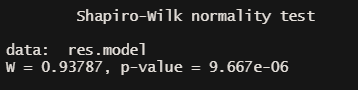 Shapiro-Wilk normality test
data:  res.model
W = 0.93787, p-value = 9.667e-06